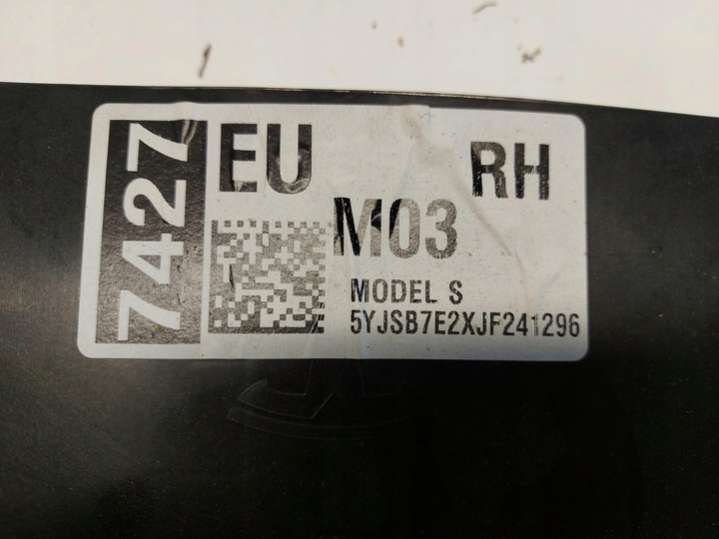 7427
EU RH
M03
MODEL S
5YJSB7E2XJF241296